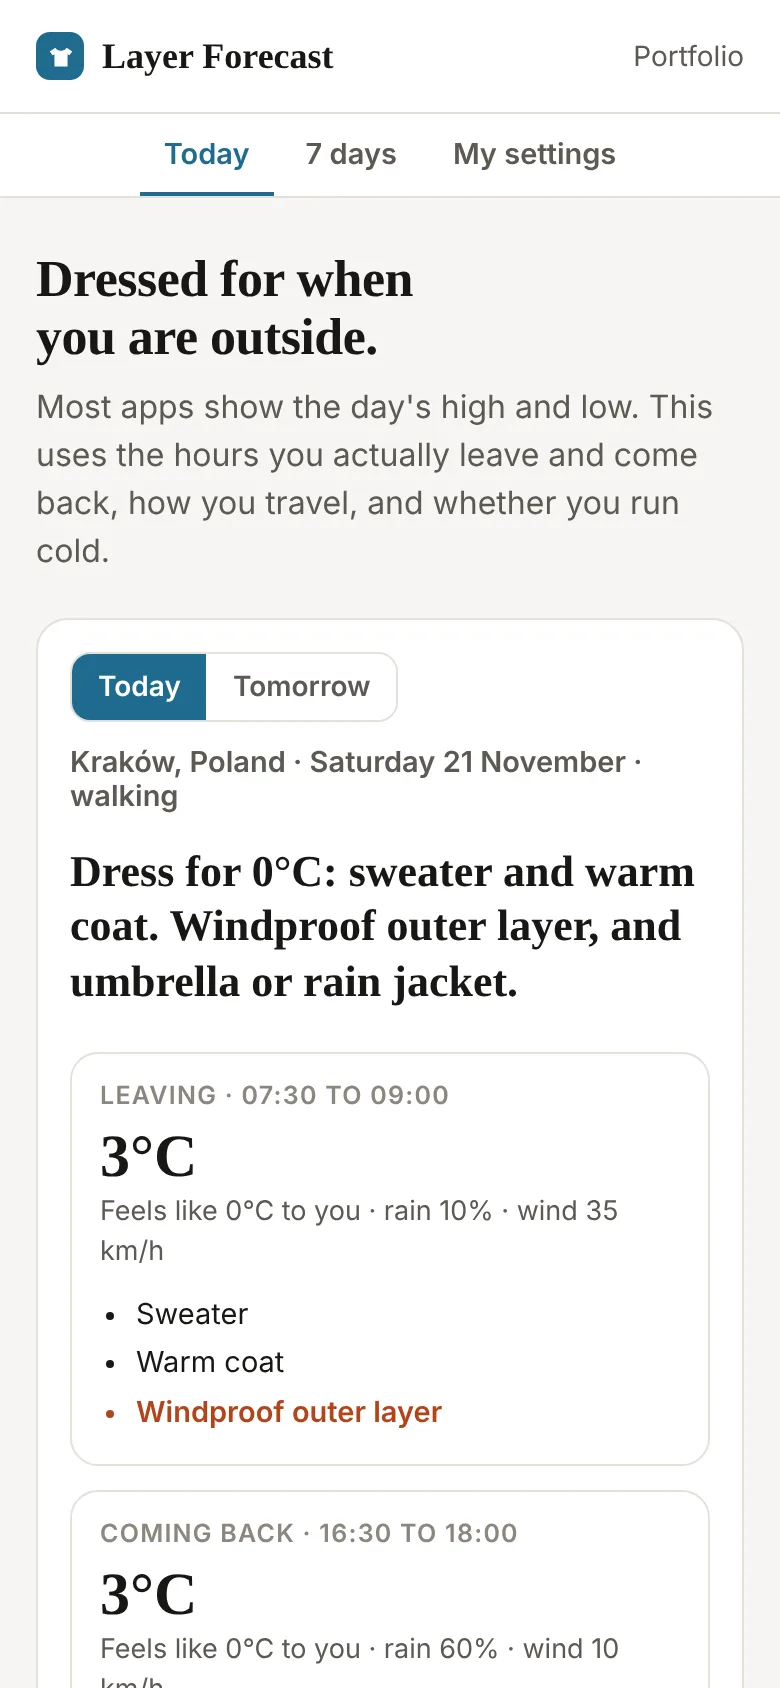 Layer Forecast
Portfolio
Today
7 days
My settings
Dressed for when
you are outside.
Most apps show the day's high and low. This
uses the hours you actually leave and come
back, how you travel, and whether you run
cold.
Today
Tomorrow
Kraków, Poland · Saturday 21 November ·
walking
Dress for 0°C: sweater and warm
coat. Windproof outer layer, and
umbrella or rain jacket.
LEAVING · 07:30 TO 09:00
3°C
Feels like 0°C to you · rain 10% · wind 35
km/h
• Sweater
• Warm coat
• Windproof outer layer
COMING BACK · 16:30 TO 18:00
3°C
Feels like 0°C to you · rain 60% · wind 10
km/h